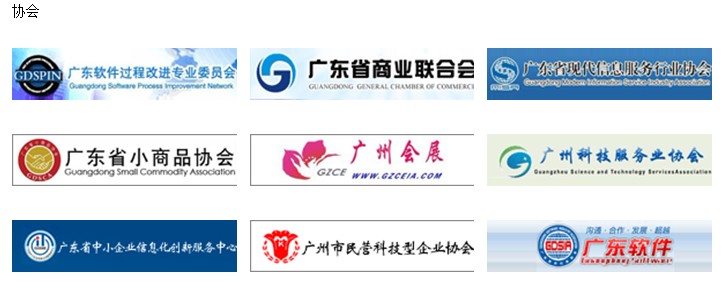 协会
GDSPIN
广东软件过程改进专业委员会
Guangdong Software Process Improvement Network
广东省商业联合会
GUANGDONG GENERAL CHAMBER OF COMMERC
广东省现代信息服务行业协会
Guangdong Modern Information Service Industry Association
GDSCA
广东省小商品协会
Guangdong Small Commodity Association
GZCE
广州会展
WWW.GZCEIA.COM
广州科技服务业协会
Guangzhou Science and Technology ServicesAssociation
广东省中小企业信息化创新服务中心
广州市民营科技型企业协会
GDSIA
沟通·合作·发展·超越
广东软件
Guangdong Software